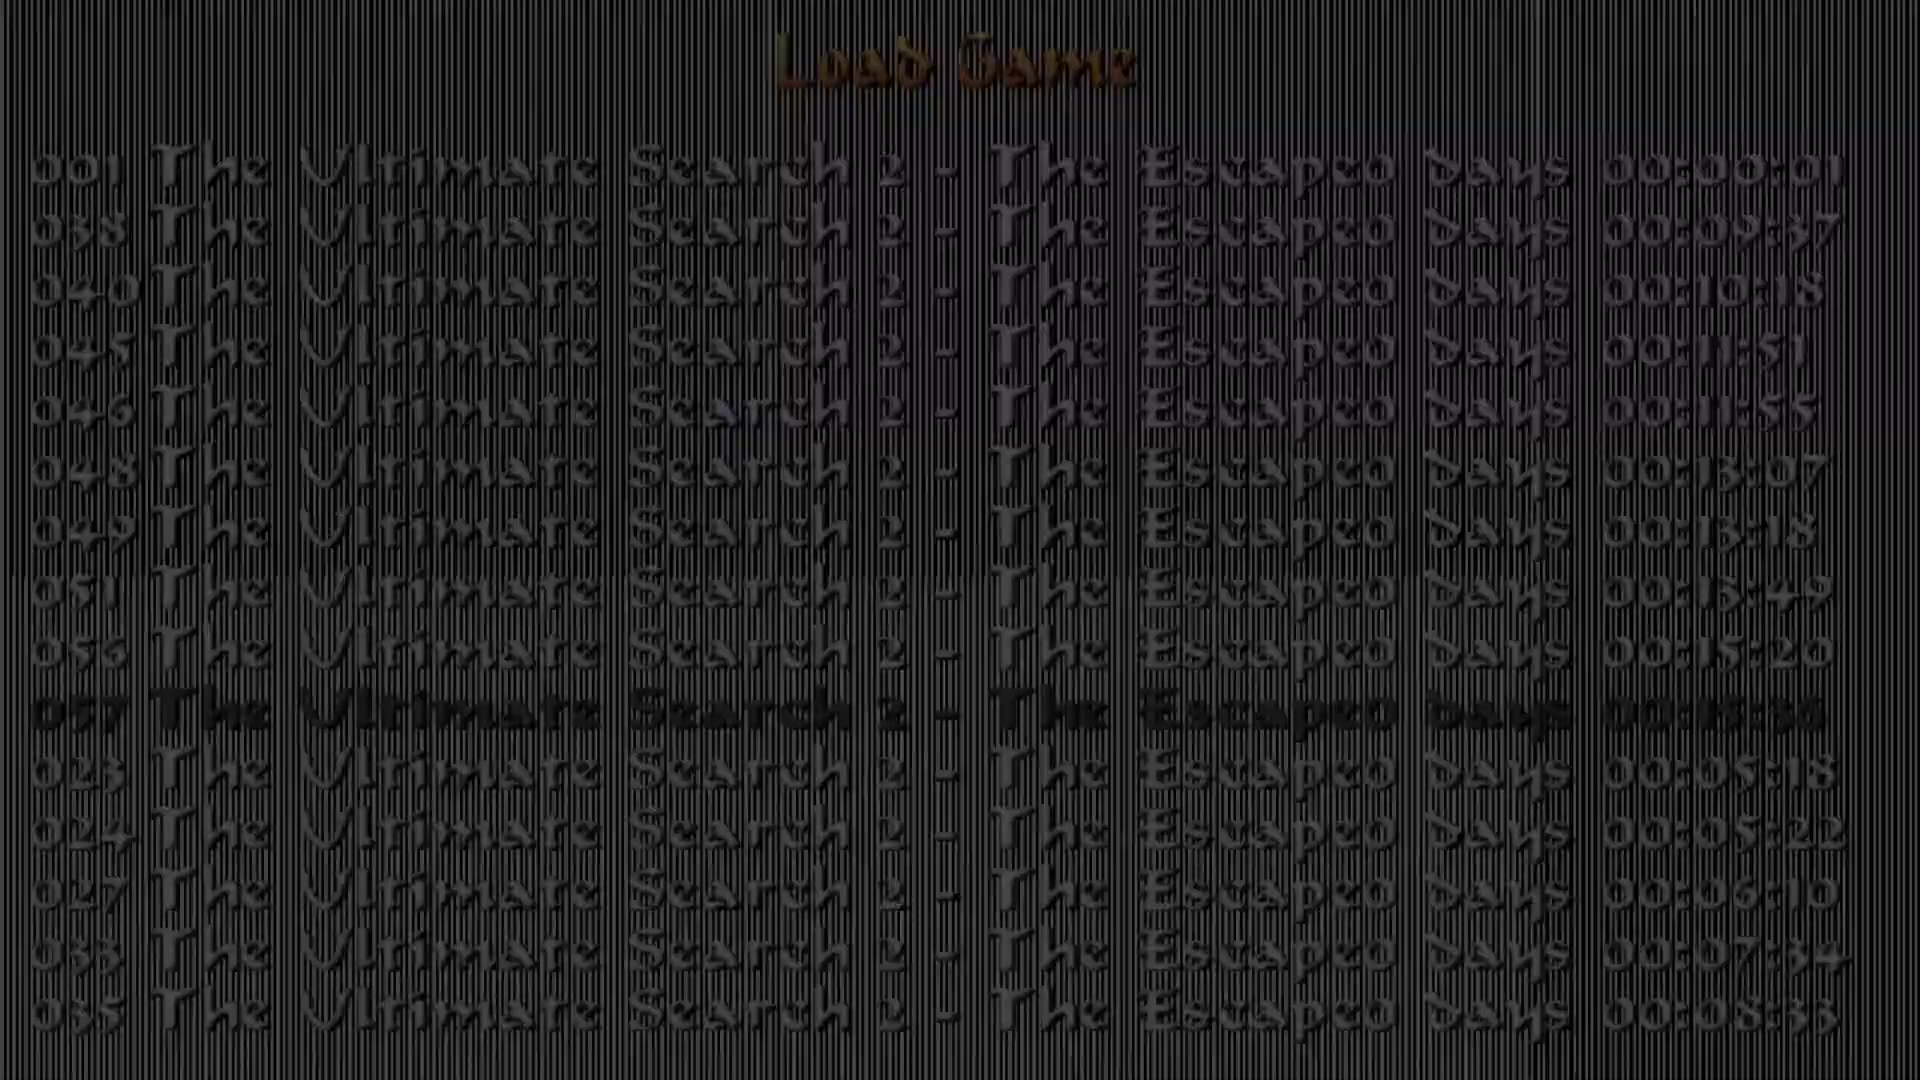 Load Game
001 The Ultimate Search 2 - The Escaped Days 00:00:01
038 The Ultimate Search 2 - The Escaped Days 00:09:37
040 The Ultimate Search 2 - The Escaped Days 00:10:18
045 The Ultimate Search 2 - The Escaped Days 00:11:51
046 The Ultimate Search 2 - The Escaped Days 00:11:55
048 The Ultimate Search 2 - The Escaped Days 00:13:07
049 The Ultimate Search 2 - The Escaped Days 00:13:18
051 The Ultimate Search 2 - The Escaped Days 00:13:49
056 The Ultimate Search 2 - The Escaped Days 00:15:20
057 The Ultimate Search 2 - The Escaped Days
023 The Ultimate Search 2 - The Escaped Days 00:05:18
024 The Ultimate Search 2 - The Escaped Days 00:05:22
027 The Ultimate Search 2 - The Escaped Days 00:06:10
033 The Ultimate Search 2 - The Escaped Days 00:07:34
035 The Ultimate Search 2 - The Escaped Days 00:08:33